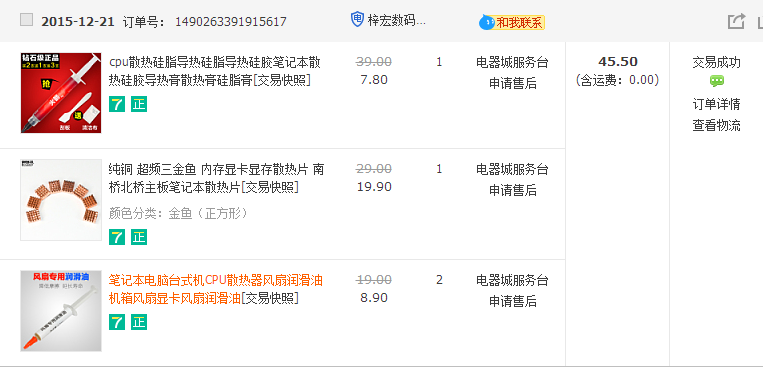 2015-12-21 订单号: 1490263391915617 梓宏数码... 和我联系
cpu散热硅脂导热硅脂导热硅胶笔记本散
热硅胶导热膏散热膏硅脂膏[交易快照]
7 正
39.00
7.80
1
电器城服务台
申请售后
45.50
(含运费: 0.00)
交易成功
订单详情
查看物流
钻石级正品
抢
送
刮板
纯铜 超频三金鱼 内存显卡显存散热片 南
桥北桥主板笔记本散热片[交易快照]
颜色分类: 金鱼（正方形）
7 正
29.00
19.90
1
电器城服务台
申请售后
风扇专用润滑油
笔记本电脑台式机CPU散热器风扇润滑油
机箱风扇显卡风扇润滑油[交易快照]
7 正
19.00
8.90
2
电器城服务台
申请售后